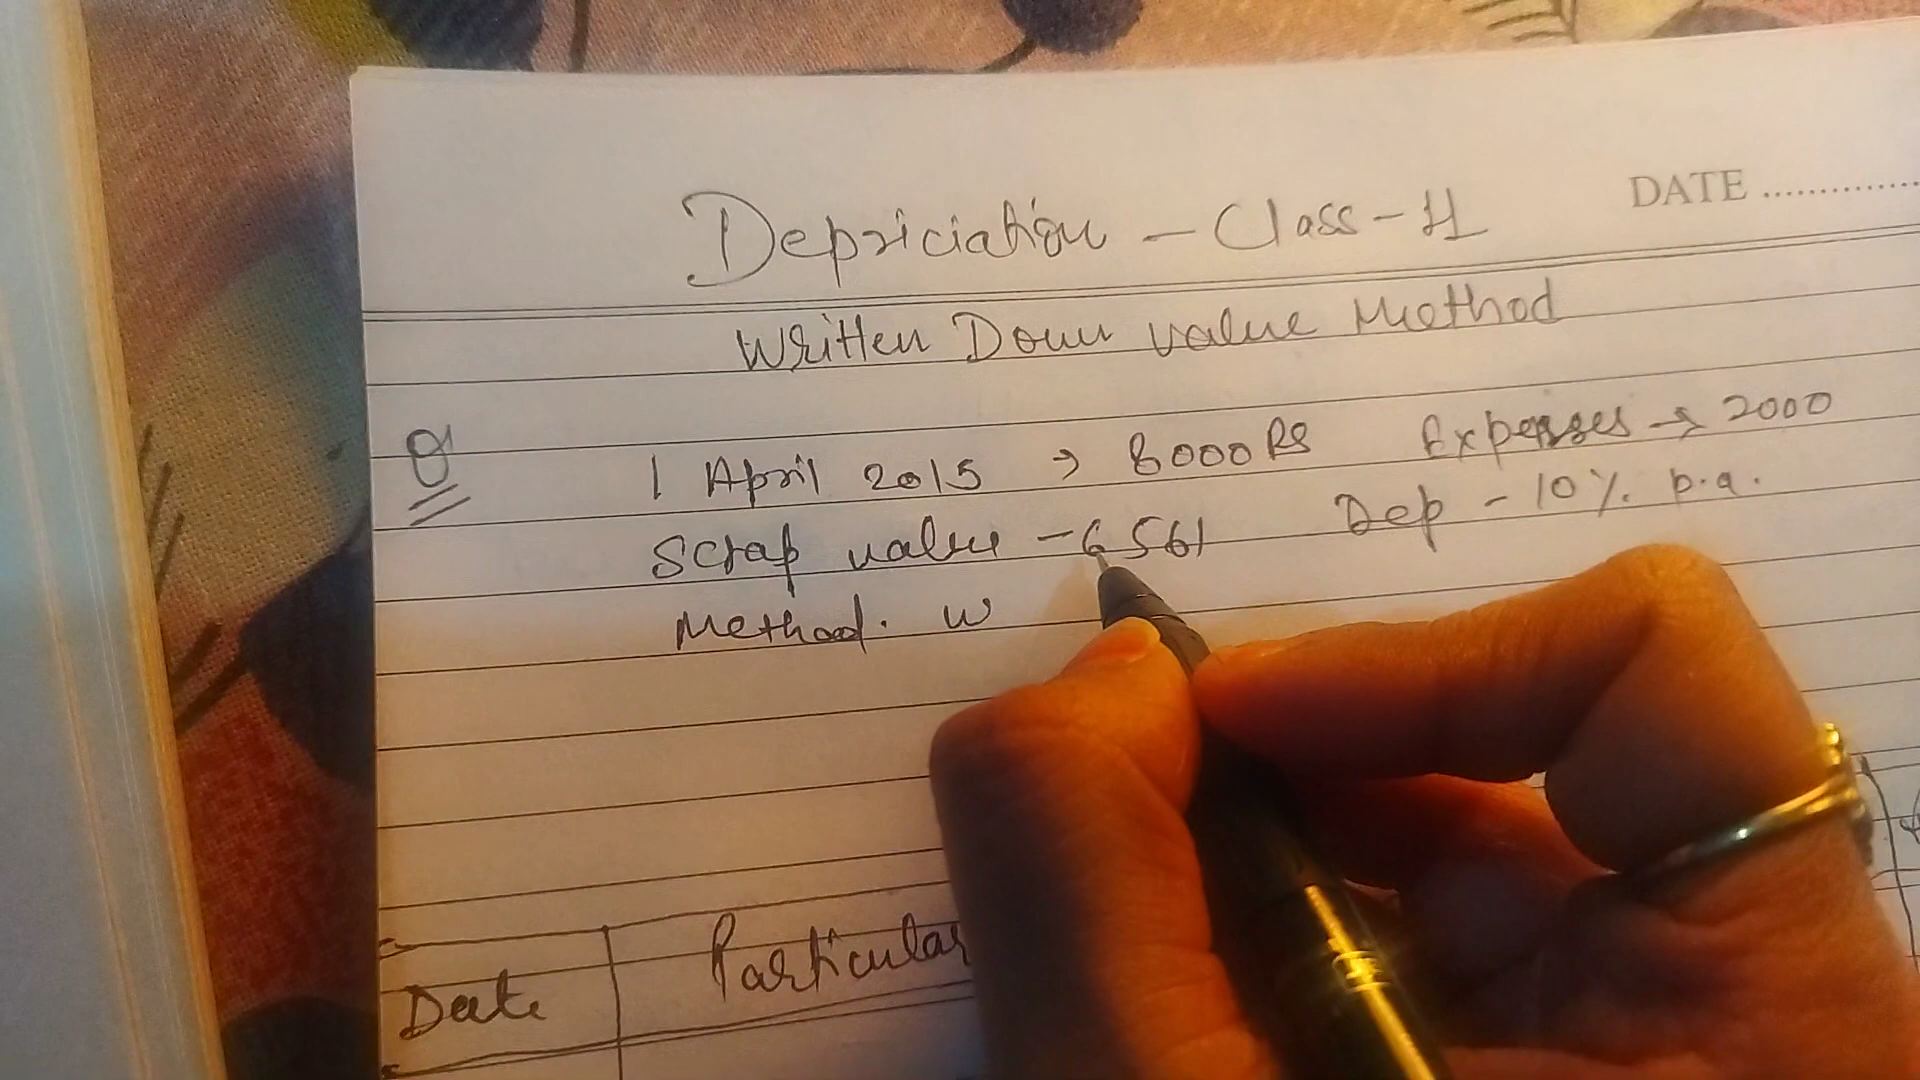 DATE ..............
Depriciation - Class - 11
Written Down value Method
Q 1 April 2015 → 8000 RS Expenses → 2000
Scrap value - 6561 Dep - 10% p.a.
Method. W
Date Particular